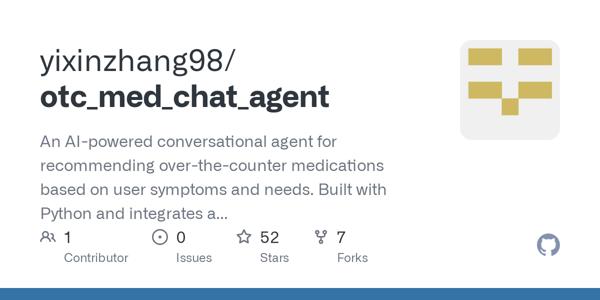 yixinzhang98/
otc_med_chat_agent
An AI-powered conversational agent for
recommending over-the-counter medications
based on user symptoms and needs. Built with
Python and integrates a...
1
Contributor
0
Issues
52
Stars
7
Forks